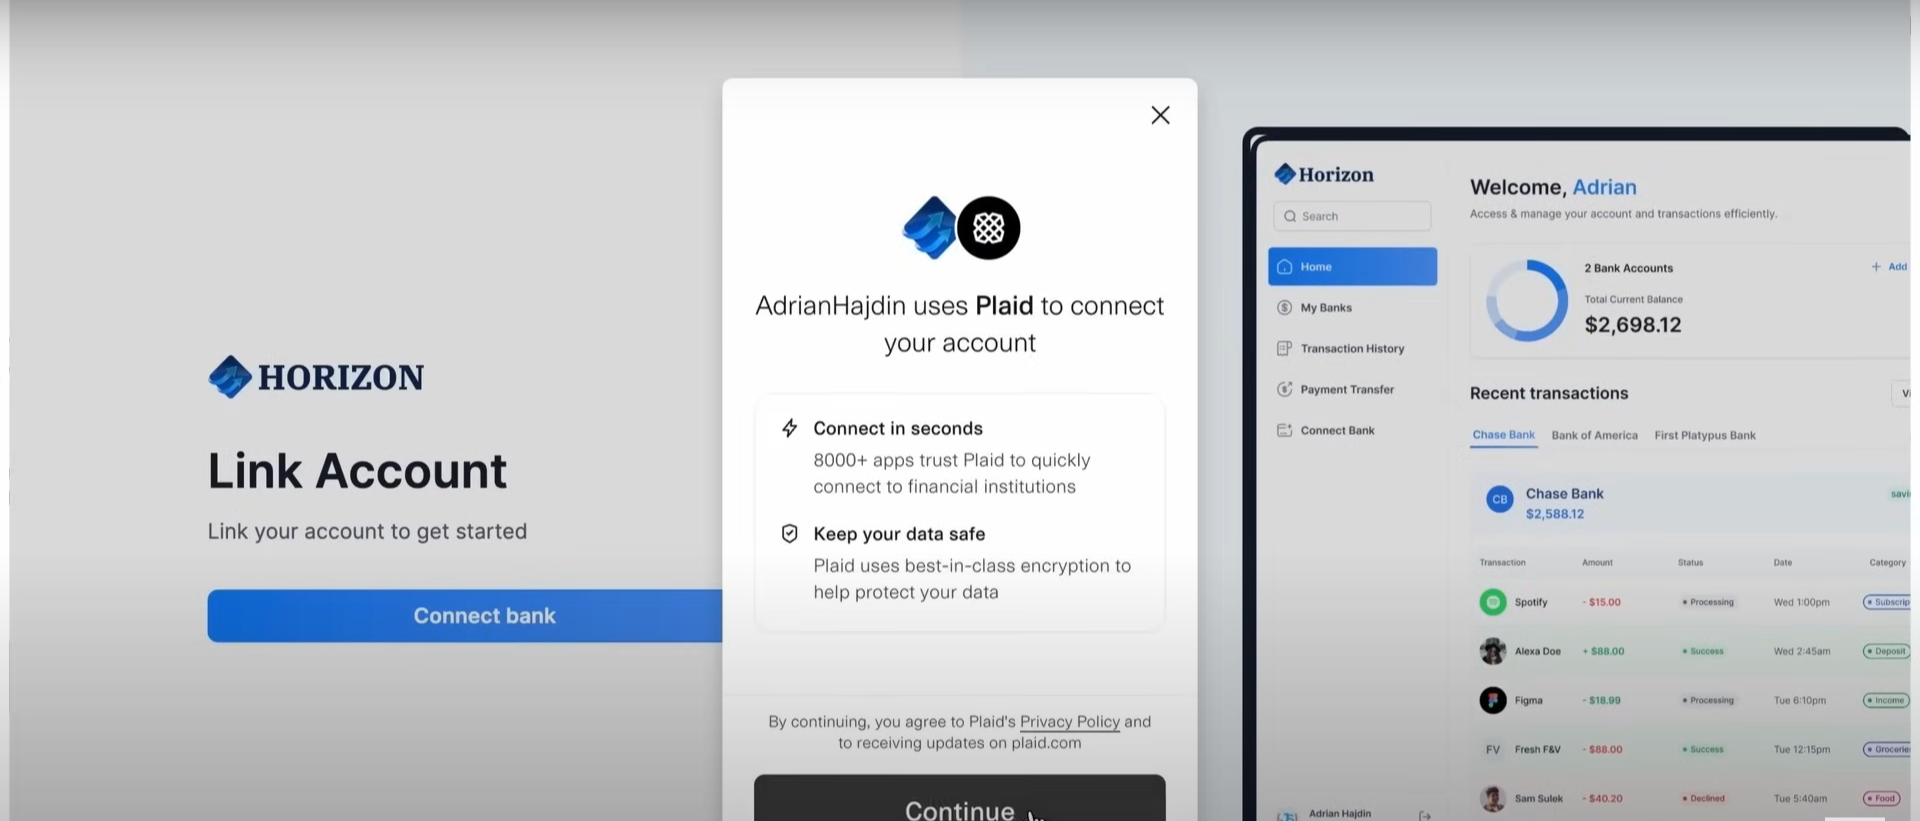 HORIZON
Link Account
Link your account to get started
Connect bank
AdrianHajdin uses Plaid to connect
your account
Connect in seconds
8000+ apps trust Plaid to quickly
connect to financial institutions
Keep your data safe
Plaid uses best-in-class encryption to
help protect your data
By continuing, you agree to Plaid's Privacy Policy and
to receiving updates on plaid.com
Continue
Horizon
Search
Home
My Banks
Transaction History
Payment Transfer
Connect Bank
Adrian Hajdin
Welcome, Adrian
Access & manage your account and transactions efficiently.
2 Bank Accounts
+ Add
Total Current Balance
$2,698.12
Recent transactions
Chase Bank Bank of America First Platypus Bank
CB Chase Bank
$2,588.12
Transaction Amount Status Date Category
Spotify - $15.00 Processing Wed 1:00pm Subscrip
Alexa Doe + $88.00 Success Wed 2:45am Deposit
Figma - $18.99 Processing Tue 6:10pm Income
FV Fresh F&V - $88.00 Success Tue 12:15pm Grocerie
Sam Sulek - $40.20 Declined Tue 5:40am Food